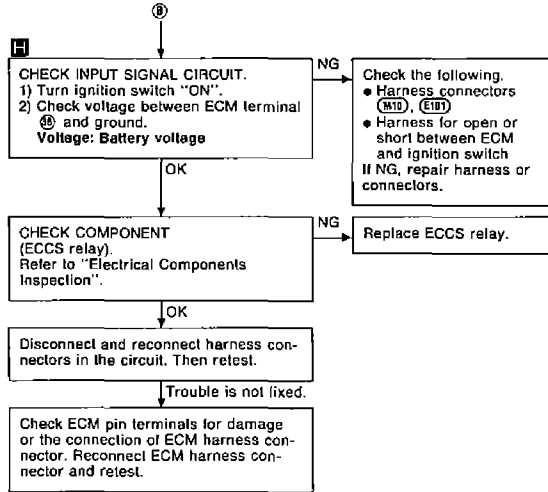 B
H
CHECK INPUT SIGNAL CIRCUIT.
1) Turn ignition switch "ON".
2) Check voltage between ECM terminal
36 and ground.
Voltage: Battery voltage
NG
Check the following.
● Harness connectors
M10, E101
● Harness for open or
short between ECM
and ignition switch
If NG, repair harness or
connectors.
OK
CHECK COMPONENT
(ECCS relay).
Refer to "Electrical Components
Inspection".
NG
Replace ECCS relay.
OK
Disconnect and reconnect harness con-
nectors in the circuit. Then retest.
Trouble is not fixed.
Check ECM pin terminals for damage
or the connection of ECM harness con-
nector. Reconnect ECM harness con-
nector and retest.